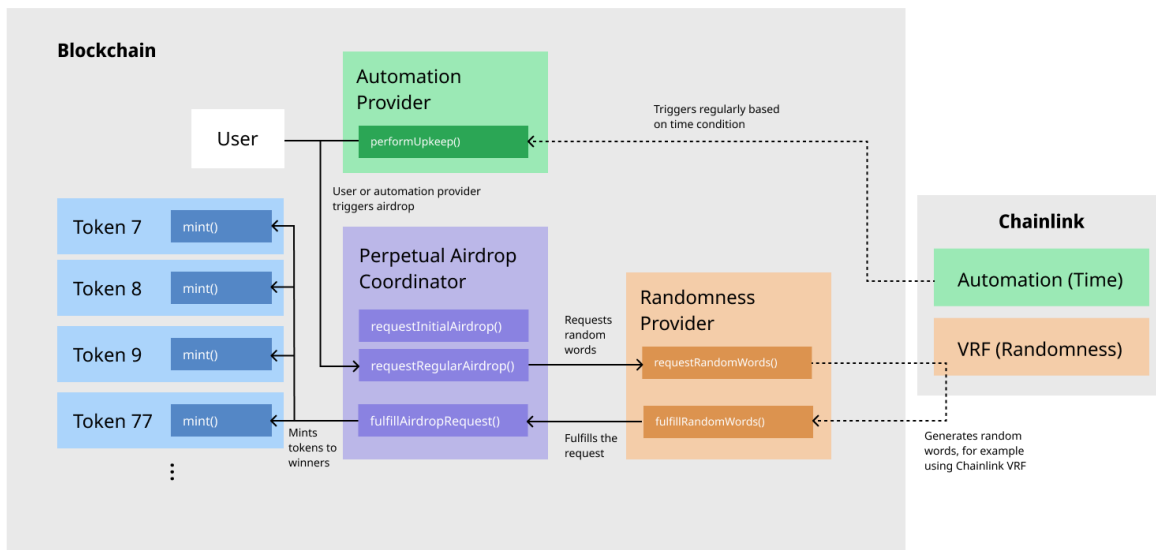 Blockchain
Automation
Provider
performUpkeep()
User
Triggers regularly based
on time condition
User or automation provider
triggers airdrop
Token 7
mint()
Token 8
mint()
Token 9
mint()
Token 77
mint()
Mints
tokens to
winners
Perpetual Airdrop
Coordinator
requestInitialAirdrop()
requestRegularAirdrop()
fulfillAirdropRequest()
Requests
random
words
Fulfills the
request
Randomness
Provider
requestRandomWords()
fulfillRandomWords()
Chainlink
Automation (Time)
VRF (Randomness)
Generates random
words, for example
using Chainlink VRF